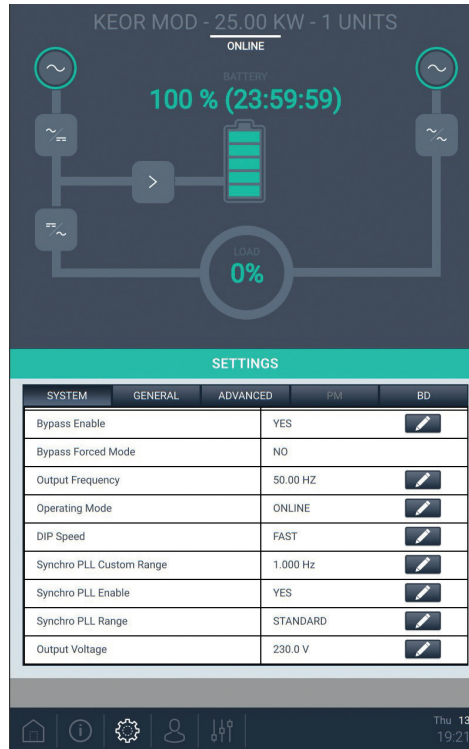 KEOR MOD - 25.00 KW - 1 UNITS
ONLINE
BATTERY
100 % (23:59:59)
LOAD
0%
SETTINGS
SYSTEM GENERAL ADVANCED PM BD
Bypass Enable YES
Bypass Forced Mode NO
Output Frequency 50.00 HZ
Operating Mode ONLINE
DIP Speed FAST
Synchro PLL Custom Range 1.000 Hz
Synchro PLL Enable YES
Synchro PLL Range STANDARD
Output Voltage 230.0 V
Thu 13
19:21